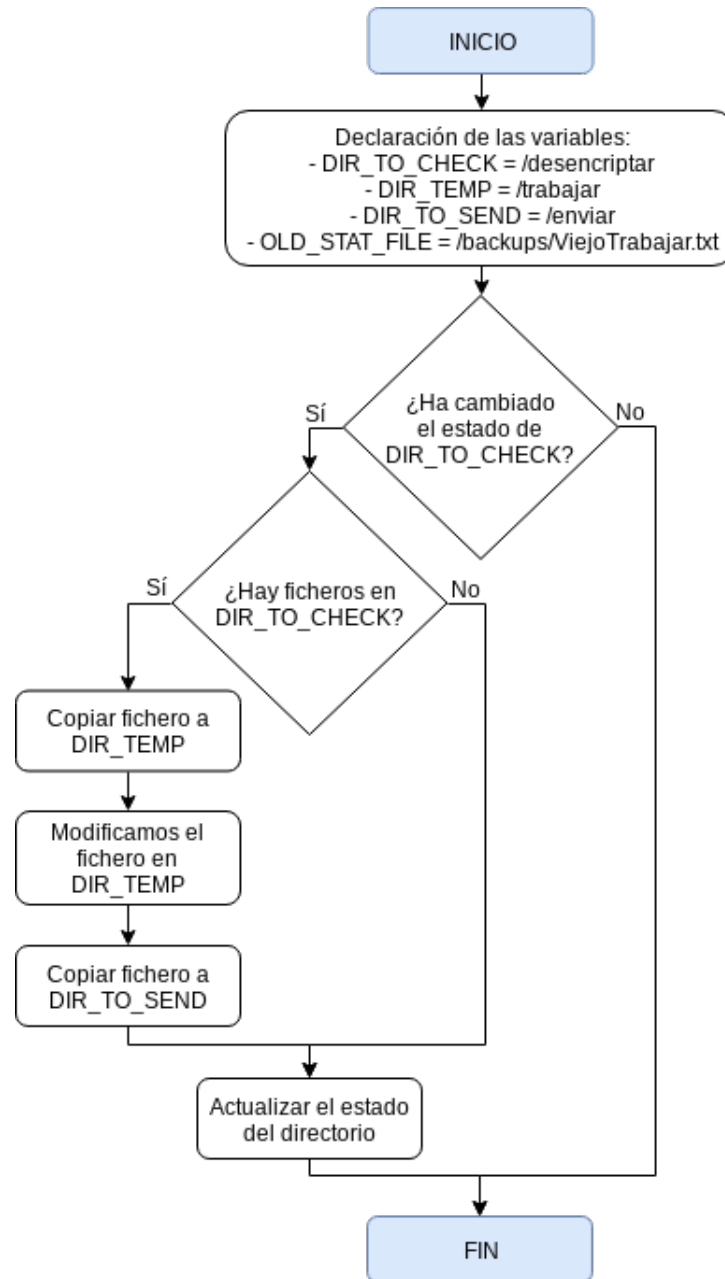 INICIO
Declaración de las variables:
- DIR_TO_CHECK = /desencriptar
- DIR_TEMP = /trabajar
- DIR_TO_SEND = /enviar
- OLD_STAT_FILE = /backups/ViejoTrabajar.txt
¿Ha cambiado
el estado de
DIR_TO_CHECK?
Sí
No
¿Hay ficheros en
DIR_TO_CHECK?
Sí
No
Copiar fichero a
DIR_TEMP
Modificamos el
fichero en
DIR_TEMP
Copiar fichero a
DIR_TO_SEND
Actualizar el estado
del directorio
FIN